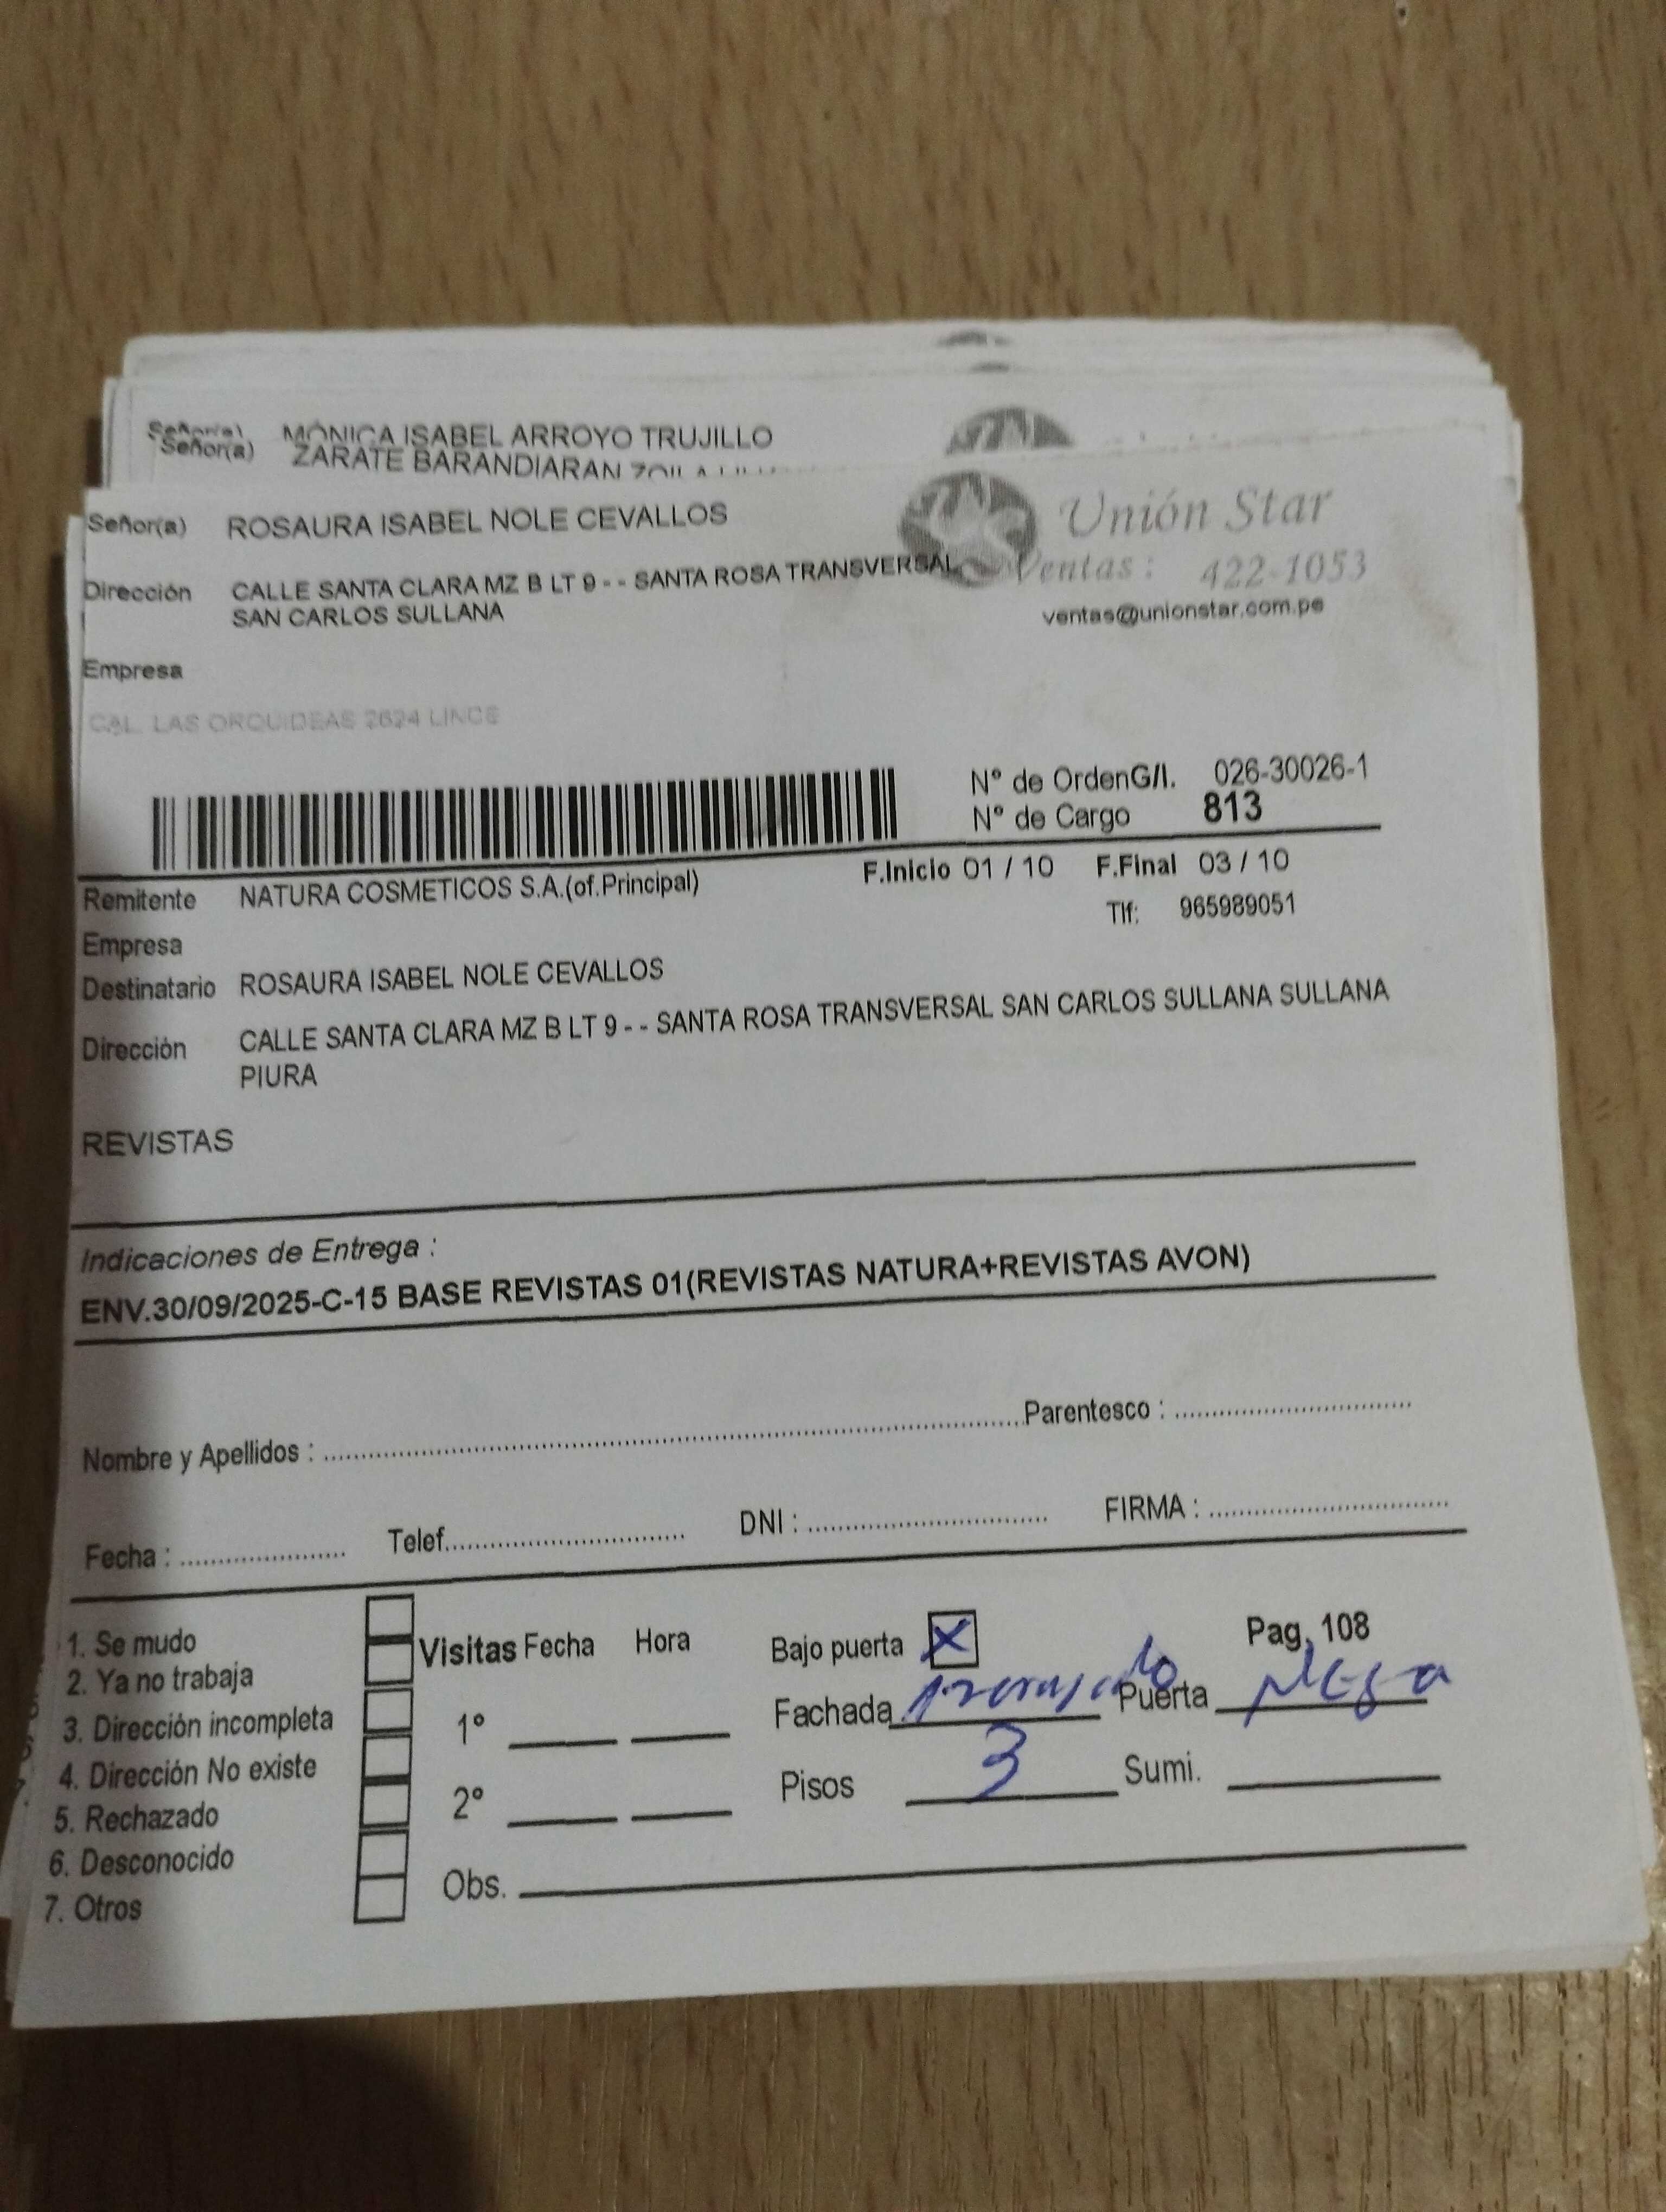 Señor(a) MÓNICA ISABEL ARROYO TRUJILLO
Señor(a) ZARATE BARANDIARAN
Señor(a) ROSAURA ISABEL NOLE CEVALLOS
Unión Star
Dirección CALLE SANTA CLARA MZ B LT 9 - - SANTA ROSA TRANSVERSAL
SAN CARLOS SULLANA
Ventas : 422-1053
ventas@unionstar.com.pe
Empresa
CAL. LAS ORQUIDEAS 2624 LINCE
Nº de OrdenG/I. 026-30026-1
Nº de Cargo 813
F.Inicio 01 / 10 F.Final 03 / 10
Remitente NATURA COSMETICOS S.A.(of.Principal)
Tlf: 965989051
Empresa
Destinatario ROSAURA ISABEL NOLE CEVALLOS
Dirección CALLE SANTA CLARA MZ B LT 9 - - SANTA ROSA TRANSVERSAL SAN CARLOS SULLANA SULLANA
PIURA
REVISTAS
Indicaciones de Entrega :
ENV.30/09/2025-C-15 BASE REVISTAS 01(REVISTAS NATURA+REVISTAS AVON)
Nombre y Apellidos : Parentesco :
Fecha : Telef. DNI : FIRMA :
1. Se mudo
2. Ya no trabaja
3. Dirección incompleta
4. Dirección No existe
5. Rechazado
6. Desconocido
7. Otros
Visitas Fecha Hora
1º
2º
Obs.
Bajo puerta X Pag. 108
Fachada Puerta Negra
Pisos 3 Sumi.